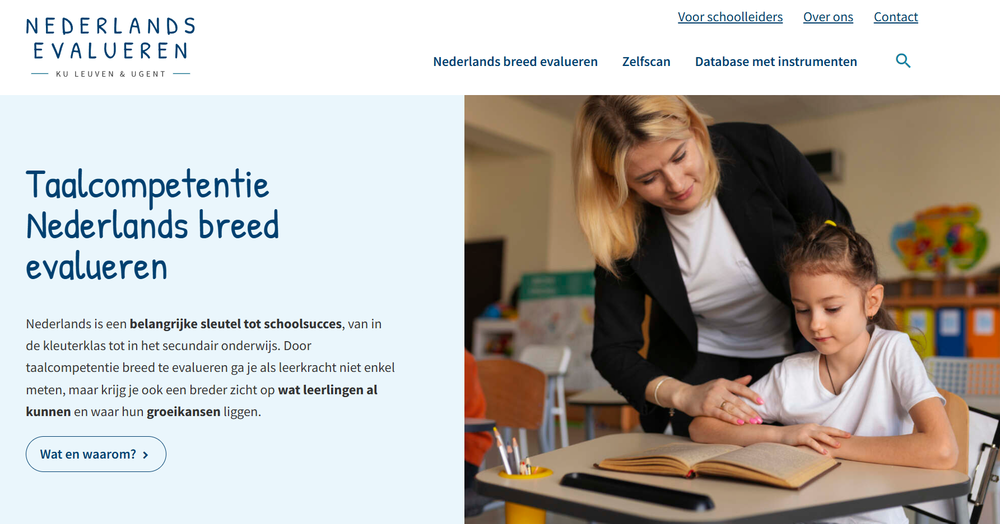 NEDERLANDS
EVALUEREN
KU LEUVEN & UGENT
Voor schoolleiders
Over ons
Contact
Nederlands breed evalueren
Zelfscan
Database met instrumenten
Taalcompetentie
Nederlands breed
evalueren
Nederlands is een belangrijke sleutel tot schoolsucces, van in
de kleuterklas tot in het secundair onderwijs. Door
taalcompetentie breed te evalueren ga je als leerkracht niet enkel
meten, maar krijg je ook een breder zicht op wat leerlingen al
kunnen en waar hun groeikansen liggen.
Wat en waarom?